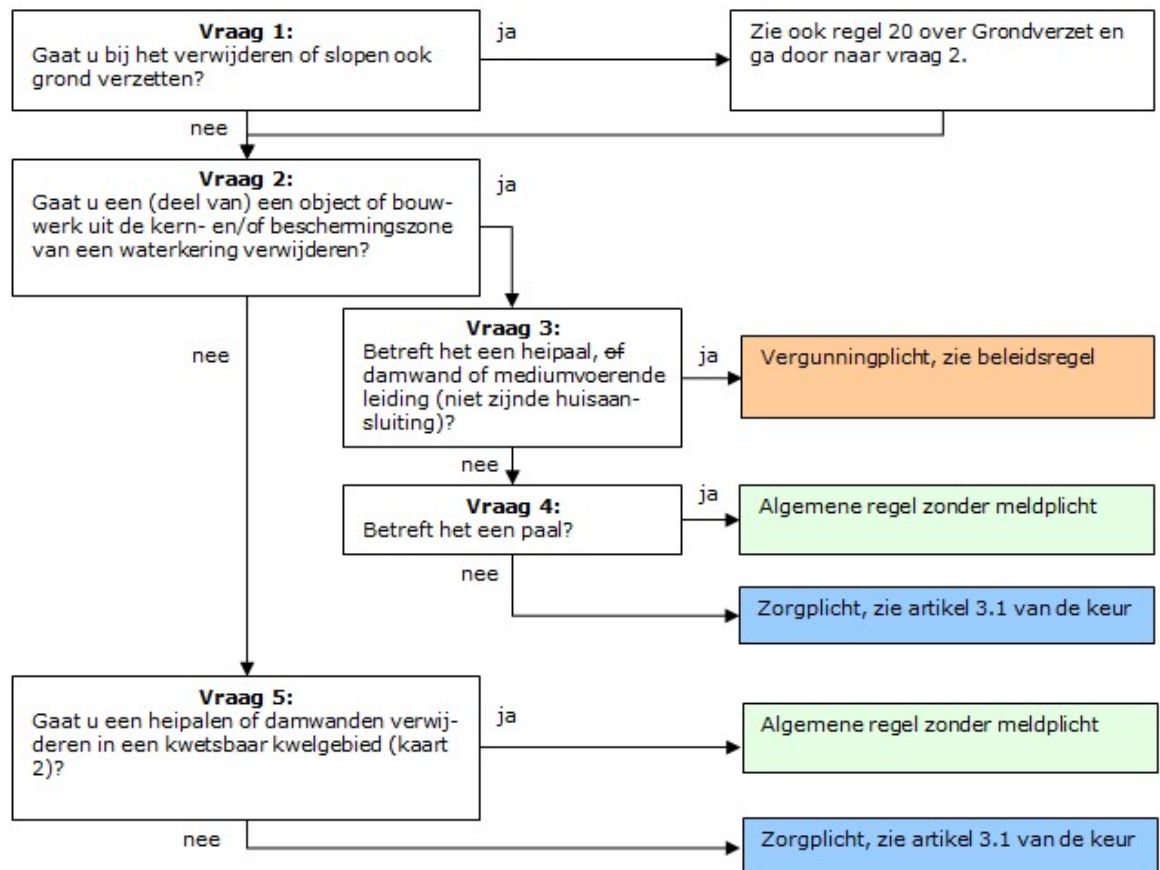 Vraag 1:
Gaat u bij het verwijderen of slopen ook
grond verzetten?
ja
Zie ook regel 20 over Grondverzet en
ga door naar vraag 2.
nee
Vraag 2:
Gaat u een (deel van) een object of bouw-
werk uit de kern- en/of beschermingszone
van een waterkering verwijderen?
ja
nee
Vraag 3:
Betreft het een heipaal, of
damwand of mediumvoerende
leiding (niet zijnde huisaan-
sluiting)?
ja
Vergunningplicht, zie beleidsregel
nee
Vraag 4:
Betreft het een paal?
ja
Algemene regel zonder meldplicht
nee
Zorgplicht, zie artikel 3.1 van de keur
Vraag 5:
Gaat u een heipalen of damwanden verwij-
deren in een kwetsbaar kwelgebied (kaart
2)?
ja
Algemene regel zonder meldplicht
nee
Zorgplicht, zie artikel 3.1 van de keur